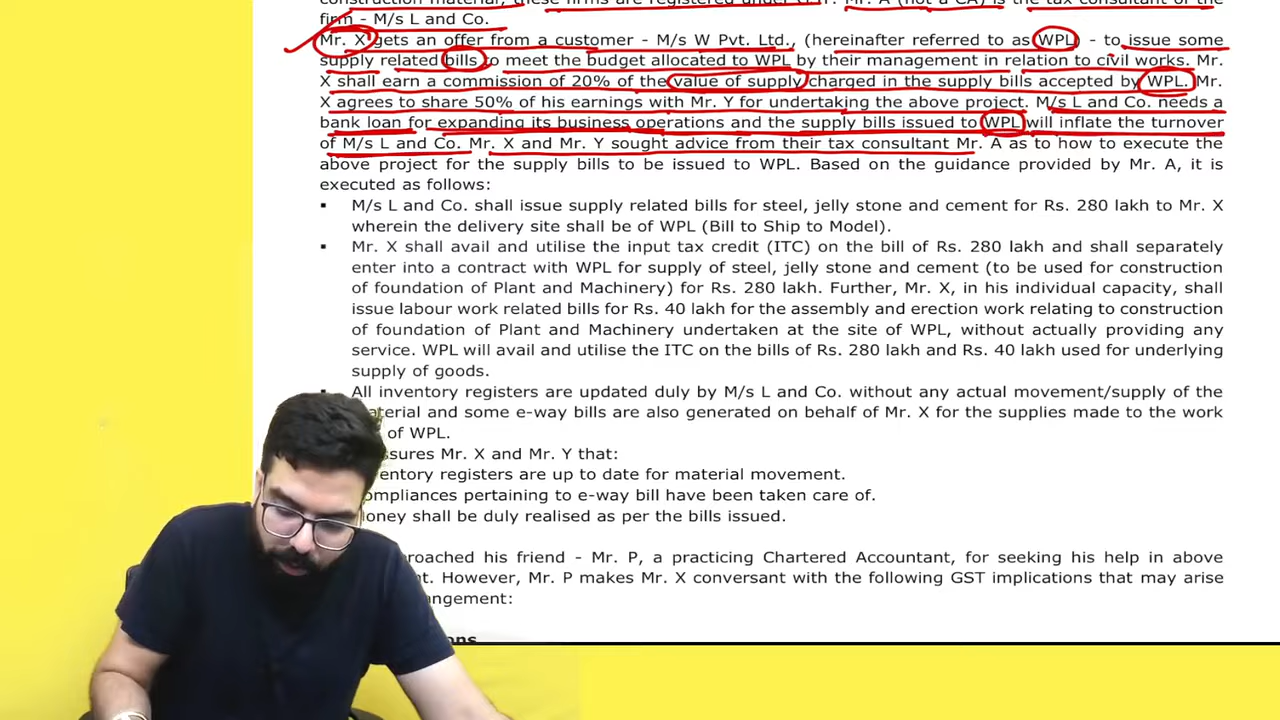 construction material, these firms are registered under GST. Mr. A (not a CA) is the tax consultant of the
firm - M/s L and Co.
Mr. X gets an offer from a customer - M/s W Pvt. Ltd., (hereinafter referred to as WPL) - to issue some
supply related bills to meet the budget allocated to WPL by their management in relation to civil works. Mr.
X shall earn a commission of 20% of the value of supply charged in the supply bills accepted by WPL. Mr.
X agrees to share 50% of his earnings with Mr. Y for undertaking the above project. M/s L and Co. needs a
bank loan for expanding its business operations and the supply bills issued to WPL will inflate the turnover
of M/s L and Co. Mr. X and Mr. Y sought advice from their tax consultant Mr. A as to how to execute the
above project for the supply bills to be issued to WPL. Based on the guidance provided by Mr. A, it is
executed as follows:
▪ M/s L and Co. shall issue supply related bills for steel, jelly stone and cement for Rs. 280 lakh to Mr. X
wherein the delivery site shall be of WPL (Bill to Ship to Model).
▪ Mr. X shall avail and utilise the input tax credit (ITC) on the bill of Rs. 280 lakh and shall separately
enter into a contract with WPL for supply of steel, jelly stone and cement (to be used for construction
of foundation of Plant and Machinery) for Rs. 280 lakh. Further, Mr. X, in his individual capacity, shall
issue labour work related bills for Rs. 40 lakh for the assembly and erection work relating to construction
of foundation of Plant and Machinery undertaken at the site of WPL, without actually providing any
service. WPL will avail and utilise the ITC on the bills of Rs. 280 lakh and Rs. 40 lakh used for underlying
supply of goods.
▪ All inventory registers are updated duly by M/s L and Co. without any actual movement/supply of the
material and some e-way bills are also generated on behalf of Mr. X for the supplies made to the work
of WPL.
ssures Mr. X and Mr. Y that:
ventory registers are up to date for material movement.
ompliances pertaining to e-way bill have been taken care of.
oney shall be duly realised as per the bills issued.
roached his friend - Mr. P, a practicing Chartered Accountant, for seeking his help in above
t. However, Mr. P makes Mr. X conversant with the following GST implications that may arise
angement:
ons